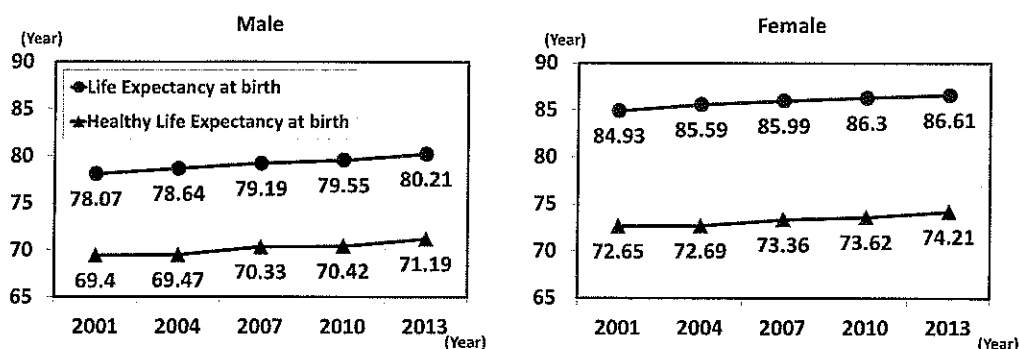 Male
(Year)
90
85
80
75
70
65
Life Expectancy at birth
Healthy Life Expectancy at birth
78.07 78.64 79.19 79.55 80.21
69.4 69.47 70.33 70.42 71.19
2001 2004 2007 2010 2013
(Year)
Female
(Year)
90
85
80
75
70
65
84.93 85.59 85.99 86.3 86.61
72.65 72.69 73.36 73.62 74.21
2001 2004 2007 2010 2013
(Year)